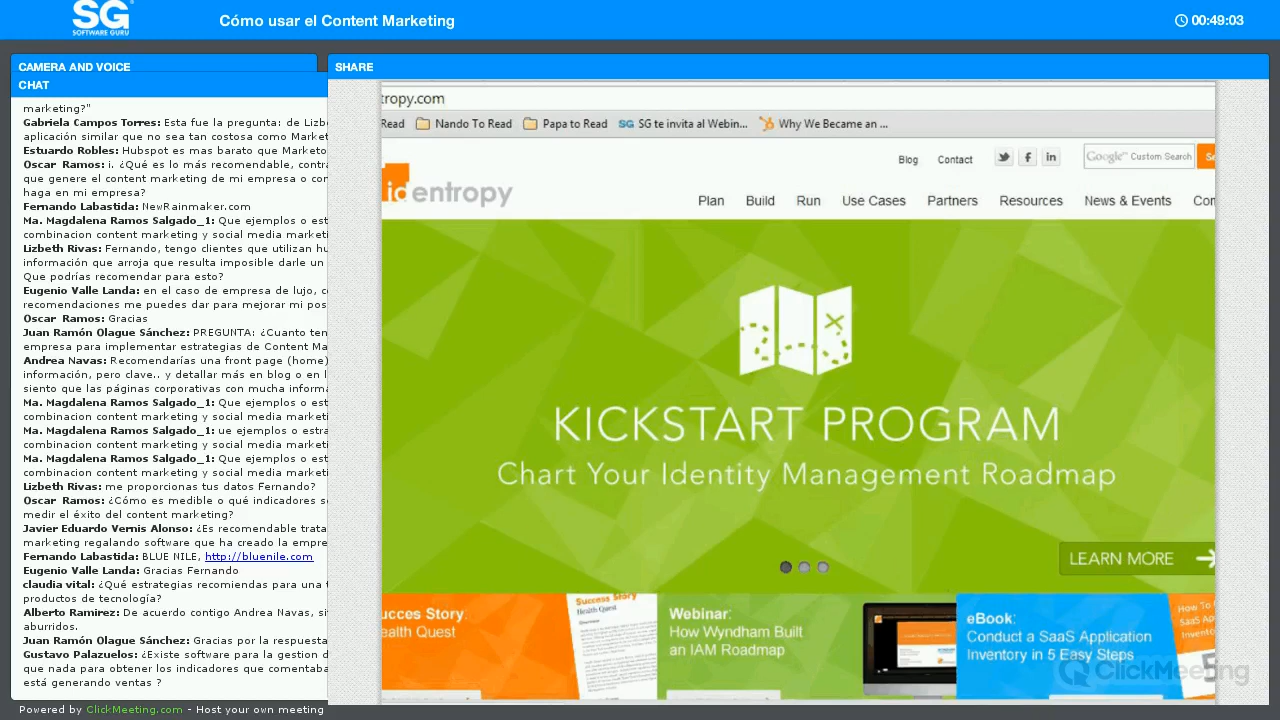 SG
SOFTWARE GURU
Cómo usar el Content Marketing
00:49:03
CAMERA AND VOICE
CHAT
marketing?"
Gabriela Campos Torres: Esta fue la pregunta: de Lizbe
aplicación similar que no sea tan costosa como Market
Estuardo Robles: Hubspot es mas barato que Marketo
Oscar Ramos: i. ¿Qué es lo más recomendable, contra
que genere el content marketing de mi empresa o con
haga en mi empresa?
Fernando Labastida: NewRainmaker.com
Ma. Magdalena Ramos Salgado_1: Que ejemplos o est
combinacion content marketing y social media marketi
Lizbeth Rivas: Fernando, tengo clientes que utilizan hu
información que arroja que resulta imposible darle un
Que podrías recomendar para esto?
Eugenio Valle Landa: en el caso de empresa de lujo, c
recomendaciones me puedes dar para mejorar mi pos
Oscar Ramos: Gracias
Juan Ramón Olague Sánchez: PREGUNTA: ¿Cuanto ten
empresa para implementar estrategias de Content Ma
Andrea Navas: Recomendarías una front page (home)
información, pero clave.. y detallar más en blog o en l
siento que las páginas corporativas con mucha informa
Ma. Magdalena Ramos Salgado_1: Que ejemplos o est
combinacion content marketing y social media marketi
Ma. Magdalena Ramos Salgado_1: ue ejemplos o estra
combinacion content marketing y social media marketi
Ma. Magdalena Ramos Salgado_1: Que ejemplos o est
combinacion content marketing y social media marketi
Lizbeth Rivas: me proporciones tus datos Fernando?
Oscar Ramos: ¿Cómo es medible o qué indicadores se
medir el éxito del content marketing?
Javier Eduardo Vernis Alonso: ¿Es recomendable trata
marketing regalando software que ha creado la empre
Fernando Labastida: BLUE NILE, http://bluenile.com
Eugenio Valle Landa: Gracias Fernando
claudia vital: ¿Qué estrategias recomiendas para una t
productos de tecnología?
Alberto Ramirez: De acuerdo contigo Andrea Navas, si
aburridos.
Juan Ramón Olague Sánchez: Gracias por la respuesta
Gustavo Palazuelos: ¿Existe software para la gestion d
que nada para obtener los indicadores que comentaba
está generando ventas ?
Powered by ClickMeeting.com - Host your own meeting
SHARE
tropy.com
Read
Nando To Read
Papa to Read
SG SG te invita al Webin...
Why We Became an ...
Blog
Contact
in
Google Custom Search
Se
identropy
Plan
Build
Run
Use Cases
Partners
Resources
News & Events
Con
KICKSTART PROGRAM
Chart Your Identity Management Roadmap
LEARN MORE
ucces Story:
ealth Quest
Success Story
Health Quest
Webinar:
How Wyndham Built
an IAM Roadmap
eBook:
Conduct a SaaS Application
Inventory in 5 Easy Steps
How To
ClickMeeting